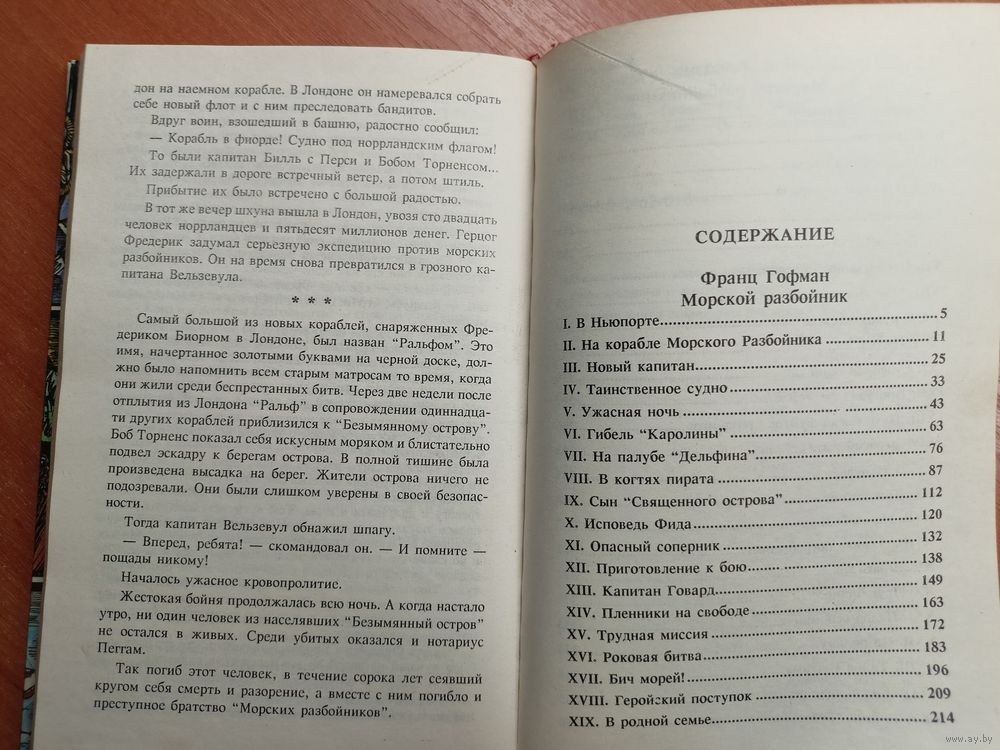 дон на наемном корабле. В Лондоне он намеревался собрать
себе новый флот и с ним преследовать бандитов.
Вдруг воин, взошедший в башню, радостно сообщил:
— Корабль в фиорде! Судно под норрландским флагом!
То были капитан Билль с Перси и Бобом Торненсом...
Их задержали в дороге встречный ветер, а потом штиль.
Прибытие их было встречено с большой радостью.
В тот же вечер шхуна вышла в Лондон, увозя сто двадцать
человек норрландцев и пятьдесят миллионов денег. Герцог
Фредерик задумал серьезную экспедицию против морских
разбойников. Он на время снова превратился в грозного ка-
питана Вельзевула.
* * *
Самый большой из новых кораблей, снаряженных Фре-
дериком Биорном в Лондоне, был назван “Ральфом”. Это
имя, начертанное золотыми буквами на черной доске, долж-
но было напомнить всем старым матросам то время, когда
они жили среди беспрестанных битв. Через две недели после
отплытия из Лондона “Ральф” в сопровождении одиннадца-
ти других кораблей приблизился к “Безымянному острову”.
Боб Торненс показал себя искусным моряком и блистательно
подвел эскадру к берегам острова. В полной тишине была
произведена высадка на берег. Жители острова ничего не
подозревали. Они были слишком уверены в своей безопас-
ности.
Тогда капитан Вельзевул обнажил шпагу.
— Вперед, ребята! — скомандовал он. — И помните —
пощады никому!
Началось ужасное кровопролитие.
Жестокая бойня продолжалась всю ночь. А когда настало
утро, ни один человек из населявших “Безымянный остров”
не остался в живых. Среди убитых оказался и нотариус
Пеггам.
Так погиб этот человек, в течение сорока лет сеявший
кругом себя смерть и разорение, а вместе с ним погибло и
преступное братство “Морских разбойников”.
СОДЕРЖАНИЕ
Франц Гофман
Морской разбойник
I. В Ньюпорте 5
II. На корабле Морского Разбойника 11
III. Новый капитан 25
IV. Таинственное судно 33
V. Ужасная ночь 43
VI. Гибель “Каролины” 63
VII. На палубе “Дельфина” 76
VIII. В когтях пирата 87
IX. Сын “Священного острова” 112
X. Исповедь Фида 120
XI. Опасный соперник 132
XII. Приготовление к бою 138
XIII. Капитан Говард 149
XIV. Пленники на свободе 163
XV. Трудная миссия 172
XVI. Роковая битва 183
XVII. Бич морей! 196
XVIII. Геройский поступок 209
XIX. В родной семье 214
www.ay.by